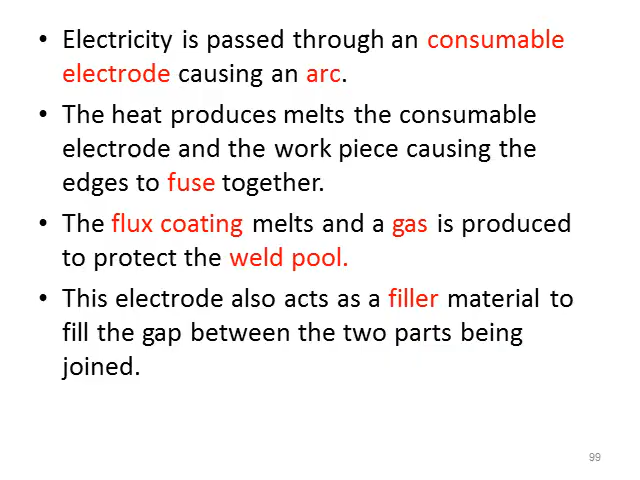 • Electricity is passed through an consumable
electrode causing an arc.
• The heat produces melts the consumable
electrode and the work piece causing the
edges to fuse together.
• The flux coating melts and a gas is produced
to protect the weld pool.
• This electrode also acts as a filler material to
fill the gap between the two parts being
joined.
99